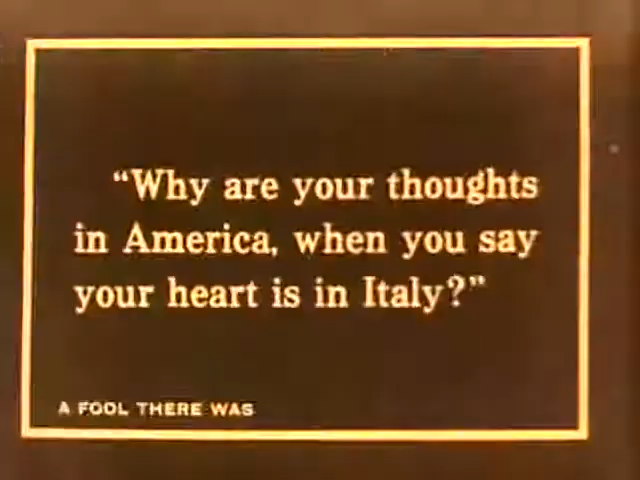 “Why are your thoughts
in America, when you say
your heart is in Italy?”
A FOOL THERE WAS